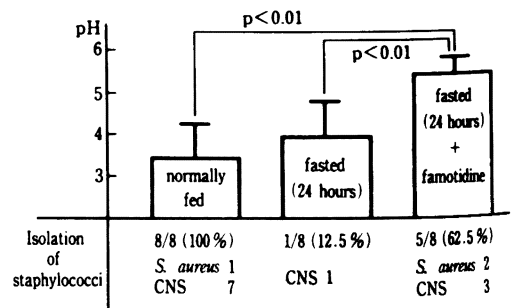 p<0.01
pH
p<0.01
6
5
4
3
normally
fed
fasted
(24 hours)
fasted
(24 hours)
+
famotidine
Isolation
of
staphylococci
8/8 (100%)
S. aureus 1
CNS 7
1/8 (12.5%)
CNS 1
5/8 (62.5%)
S. aureus 2
CNS 3